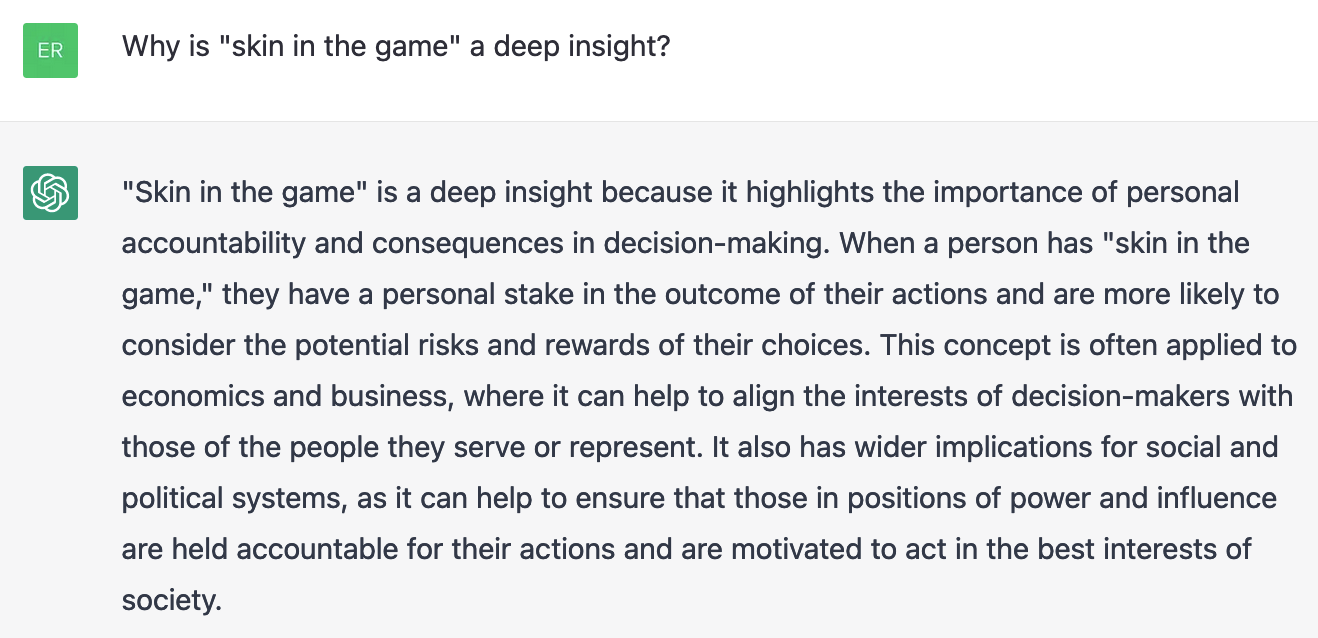 ER
Why is "skin in the game" a deep insight?
"Skin in the game" is a deep insight because it highlights the importance of personal
accountability and consequences in decision-making. When a person has "skin in the
game," they have a personal stake in the outcome of their actions and are more likely to
consider the potential risks and rewards of their choices. This concept is often applied to
economics and business, where it can help to align the interests of decision-makers with
those of the people they serve or represent. It also has wider implications for social and
political systems, as it can help to ensure that those in positions of power and influence
are held accountable for their actions and are motivated to act in the best interests of
society.